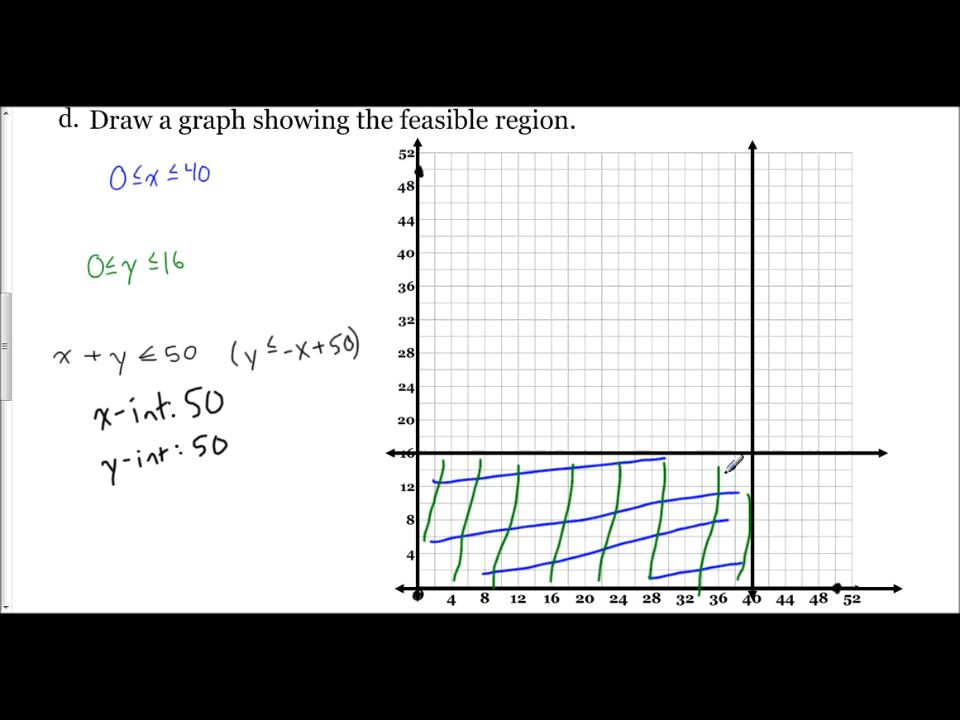 d. Draw a graph showing the feasible region.
0 ≤ x ≤ 40
0 ≤ y ≤ 16
x + y ≤ 50 (y ≤ -x + 50)
x-int: 50
y-int: 50
52
48
44
40
36
32
28
24
20
16
12
8
4
0 4 8 12 16 20 24 28 32 36 40 44 48 52